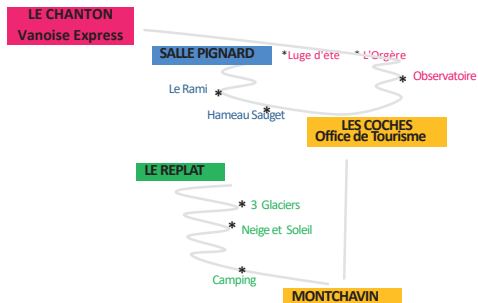 LE CHANTON
Vanoise Express
SALLE PIGNARD
*Luge d'eté * L'Orgère
* Observatoire
Le Rami *
Hameau Sauget *
LES COCHES
Office de Tourisme
LE REPLAT
* 3 Glaciers
* Neige et Soleil
*
Camping
MONTCHAVIN